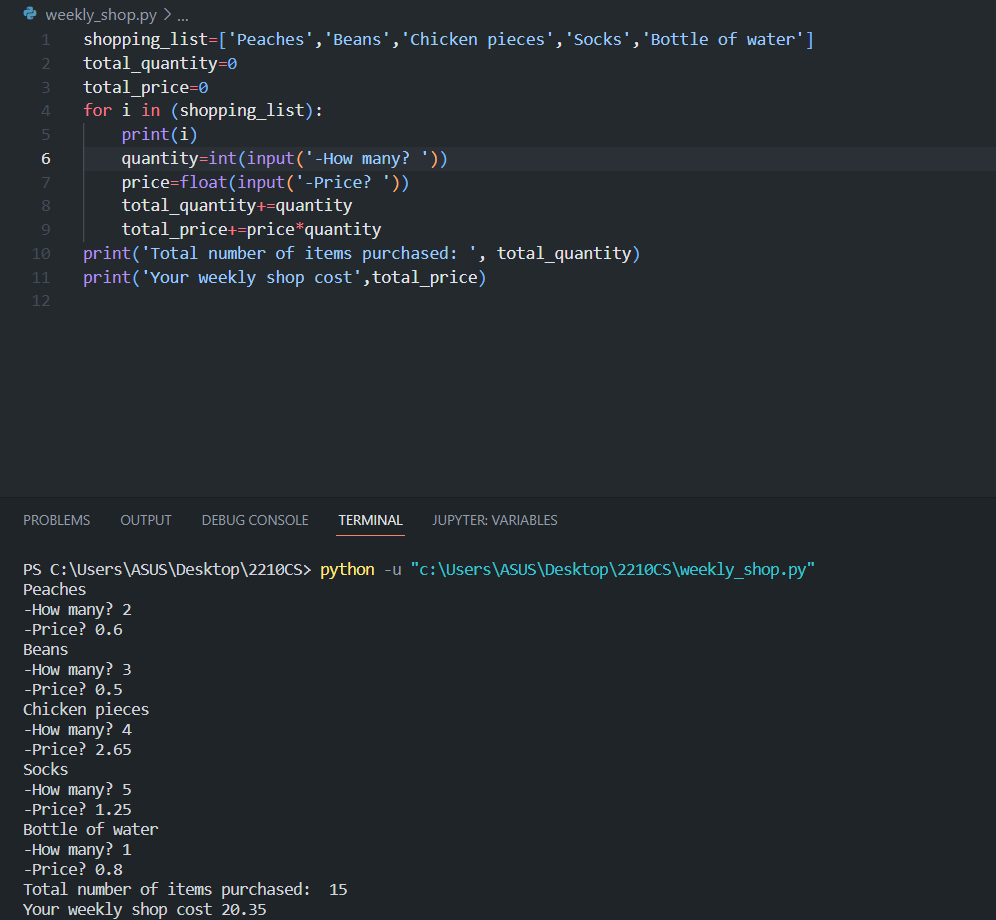 weekly_shop.py > ...
1 shopping_list=['Peaches','Beans','Chicken pieces','Socks','Bottle of water']
2 total_quantity=0
3 total_price=0
4 for i in (shopping_list):
5     print(i)
6     quantity=int(input('-How many? '))
7     price=float(input('-Price? '))
8     total_quantity+=quantity
9     total_price+=price*quantity
10 print('Total number of items purchased: ', total_quantity)
11 print('Your weekly shop cost',total_price)
12
PROBLEMS OUTPUT DEBUG CONSOLE TERMINAL JUPYTER: VARIABLES
PS C:\Users\ASUS\Desktop\2210CS> python -u "c:\Users\ASUS\Desktop\2210CS\weekly_shop.py"
Peaches
-How many? 2
-Price? 0.6
Beans
-How many? 3
-Price? 0.5
Chicken pieces
-How many? 4
-Price? 2.65
Socks
-How many? 5
-Price? 1.25
Bottle of water
-How many? 1
-Price? 0.8
Total number of items purchased:  15
Your weekly shop cost 20.35